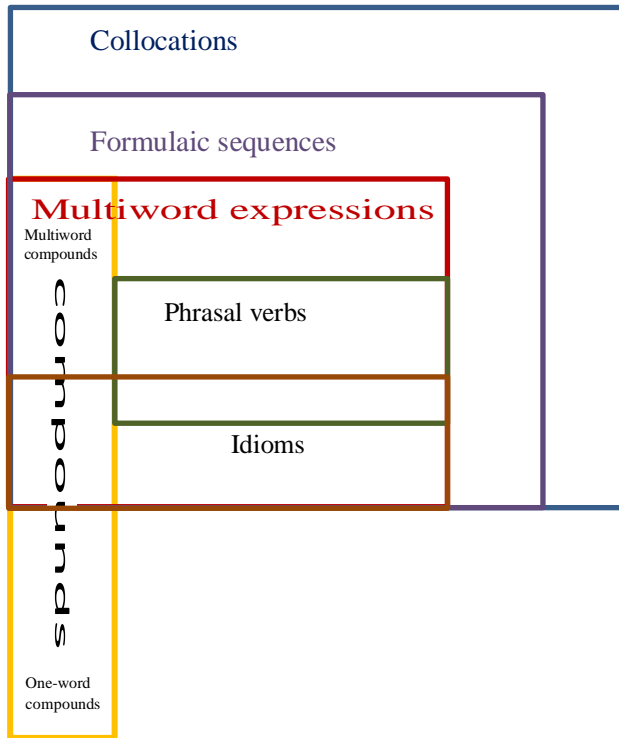 Collocations
Formulaic sequences
Multiword expressions
Multiword
compounds
Phrasal verbs
compounds
Idioms
One-word
compounds